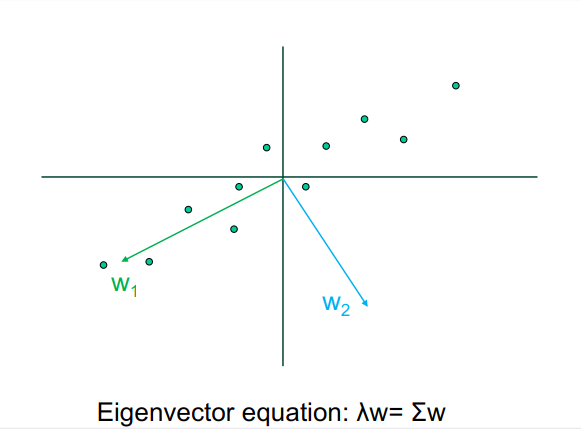 w₁
w₂
Eigenvector equation: λw= Σw